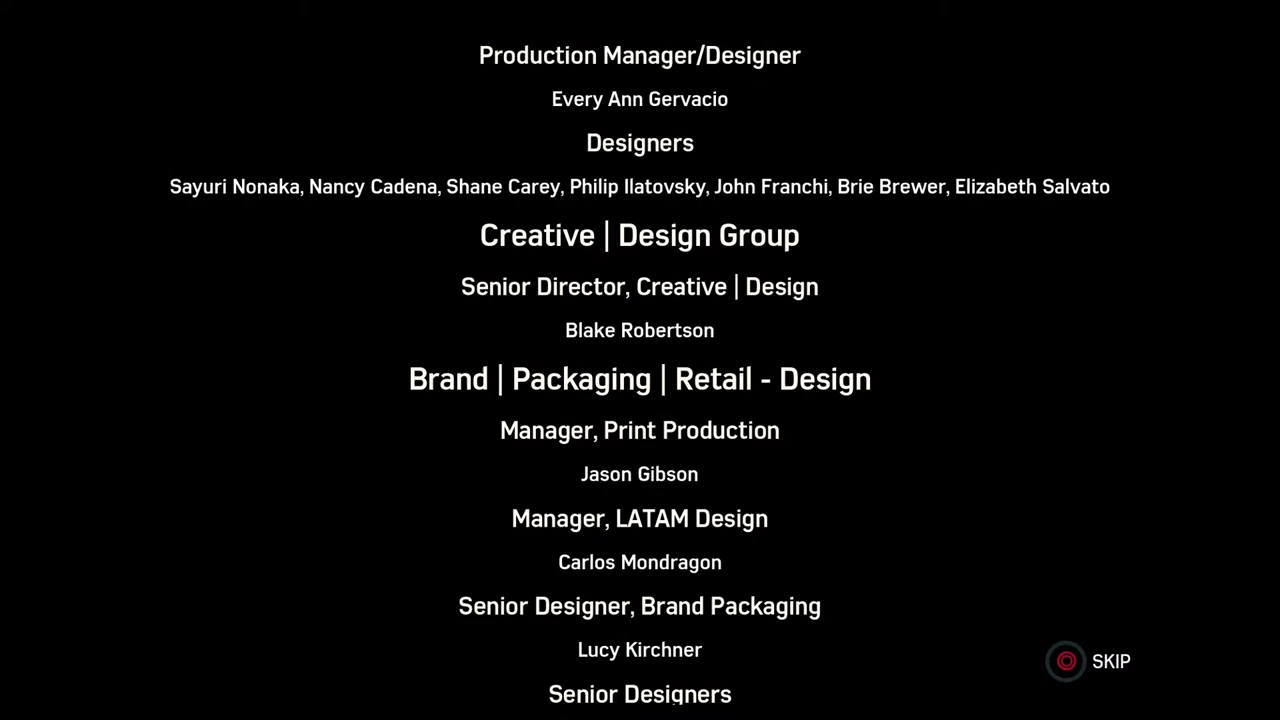 Production Manager/Designer
Every Ann Gervacio
Designers
Sayuri Nonaka, Nancy Cadena, Shane Carey, Philip Ilatovsky, John Franchi, Brie Brewer, Elizabeth Salvato
Creative | Design Group
Senior Director, Creative | Design
Blake Robertson
Brand | Packaging | Retail - Design
Manager, Print Production
Jason Gibson
Manager, LATAM Design
Carlos Mondragon
Senior Designer, Brand Packaging
Lucy Kirchner
SKIP
Senior Designers